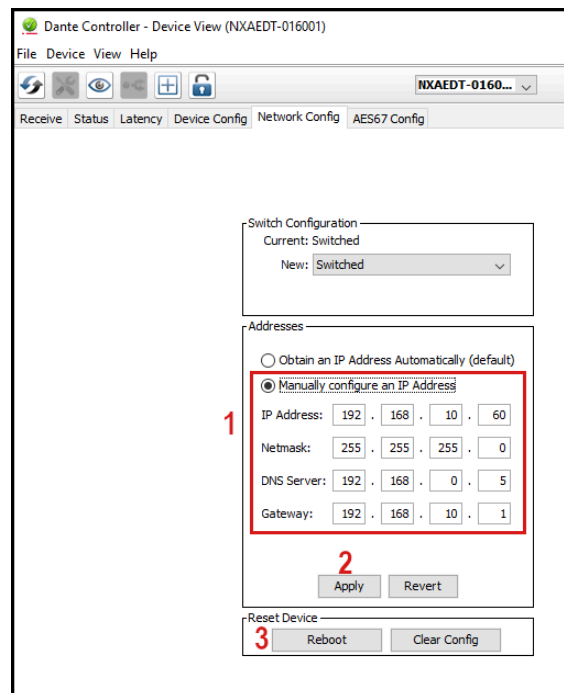 Dante Controller - Device View (NXAEDT-016001)
File Device View Help
NXAEDT-0160...
Receive Status Latency Device Config Network Config AES67 Config
Switch Configuration
Current: Switched
New: Switched
Addresses
Obtain an IP Address Automatically (default)
Manually configure an IP Address
1
IP Address: 192 . 168 . 10 . 60
Netmask: 255 . 255 . 255 . 0
DNS Server: 192 . 168 . 0 . 5
Gateway: 192 . 168 . 10 . 1
2
Apply Revert
Reset Device
3 Reboot Clear Config